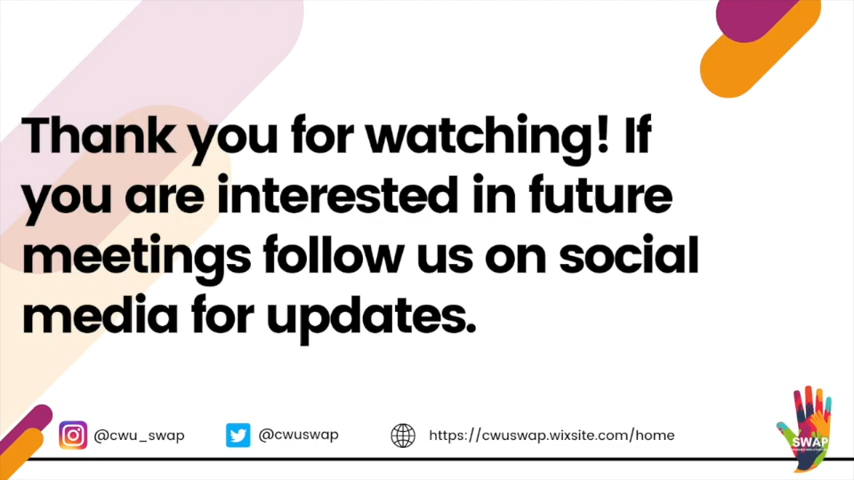 Thank you for watching! If
you are interested in future
meetings follow us on social
media for updates.
@cwu_swap
@cwuswap
https://cwuswap.wixsite.com/home
SWAP